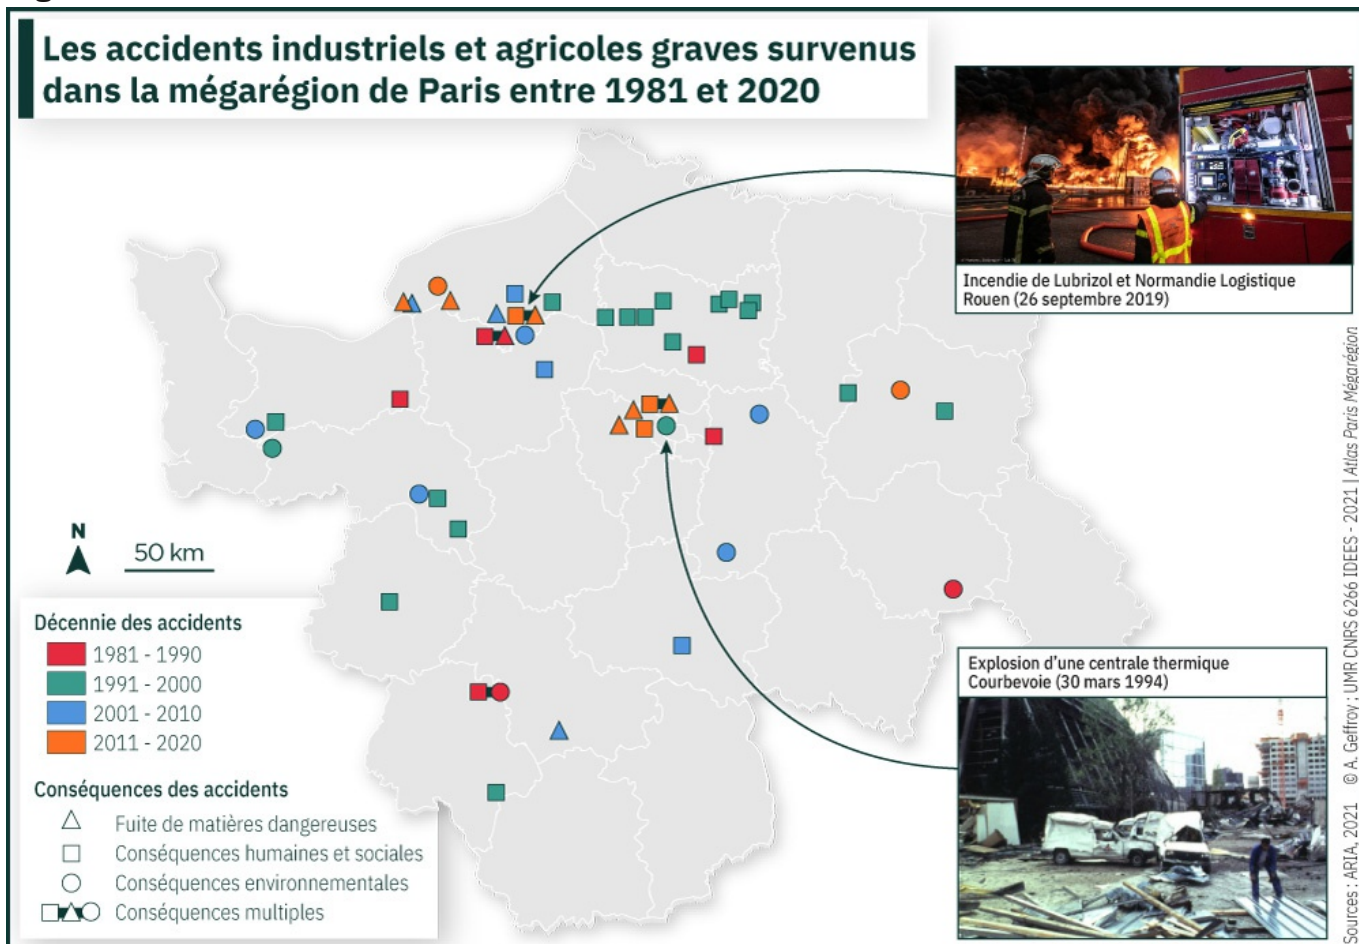 Les accidents industriels et agricoles graves survenus
dans la mégarégion de Paris entre 1981 et 2020
Incendie de Lubrizol et Normandie Logistique
Rouen (26 septembre 2019)
N
50 km
Décennie des accidents
1981 - 1990
1991 - 2000
2001 - 2010
2011 - 2020
Conséquences des accidents
Fuite de matières dangereuses
Conséquences humaines et sociales
Conséquences environnementales
Conséquences multiples
Explosion d’une centrale thermique
Courbevoie (30 mars 1994)
Sources : ARIA, 2021 © A. Geffroy ; UMR CNRS 6266 IDEES - 2021 | Atlas Paris Mégarégion